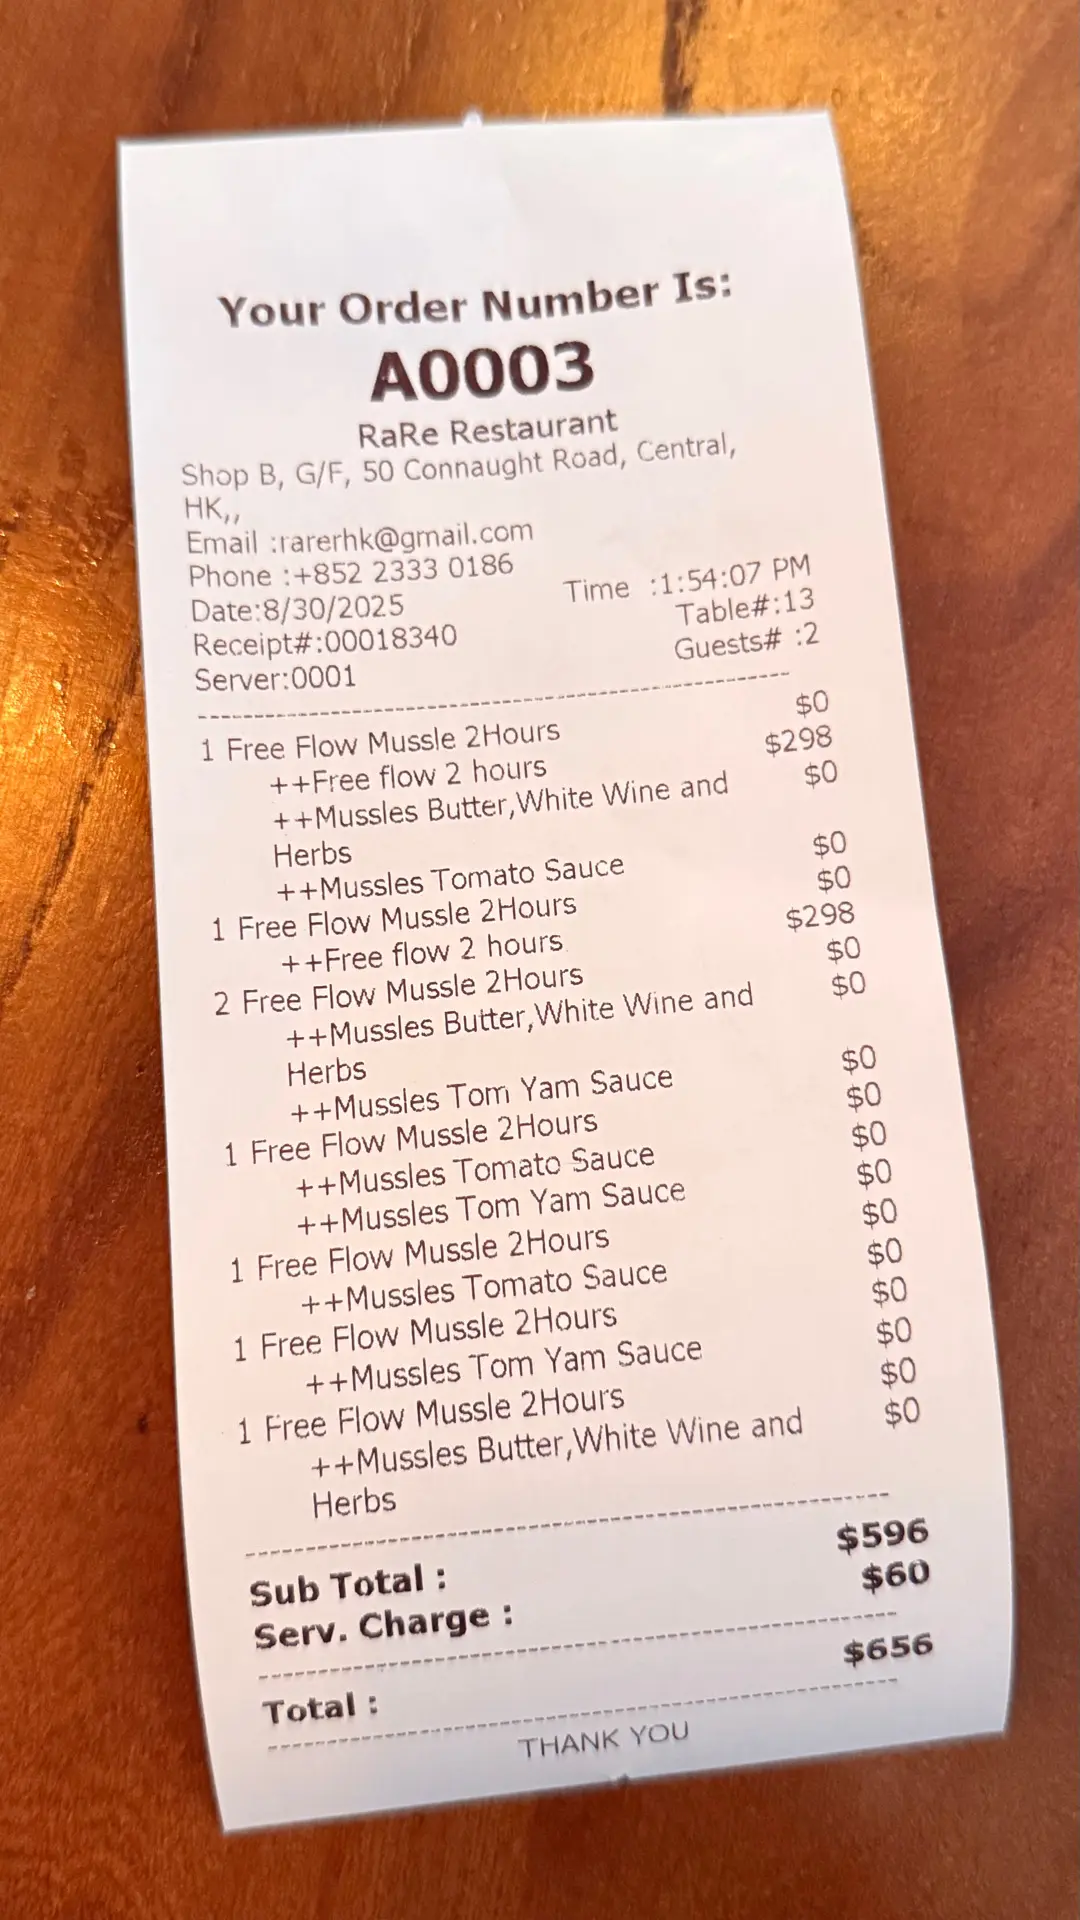 Your Order Number Is:
A0003
RaRe Restaurant
Shop B, G/F, 50 Connaught Road, Central,
HK,,
Email :rarerhk@gmail.com
Phone :+852 2333 0186
Date:8/30/2025 Time :1:54:07 PM
Receipt#:00018340 Table#:13
Server:0001 Guests# :2
1 Free Flow Mussle 2Hours $0
++Free flow 2 hours $298
++Mussles Butter,White Wine and $0
Herbs
++Mussles Tomato Sauce $0
1 Free Flow Mussle 2Hours $0
++Free flow 2 hours $298
2 Free Flow Mussle 2Hours $0
++Mussles Butter,White Wine and $0
Herbs
++Mussles Tom Yam Sauce $0
1 Free Flow Mussle 2Hours $0
++Mussles Tomato Sauce $0
++Mussles Tom Yam Sauce $0
1 Free Flow Mussle 2Hours $0
++Mussles Tomato Sauce $0
1 Free Flow Mussle 2Hours $0
++Mussles Tom Yam Sauce $0
1 Free Flow Mussle 2Hours $0
++Mussles Butter,White Wine and $0
Herbs
Sub Total : $596
Serv. Charge : $60
Total : $656
THANK YOU